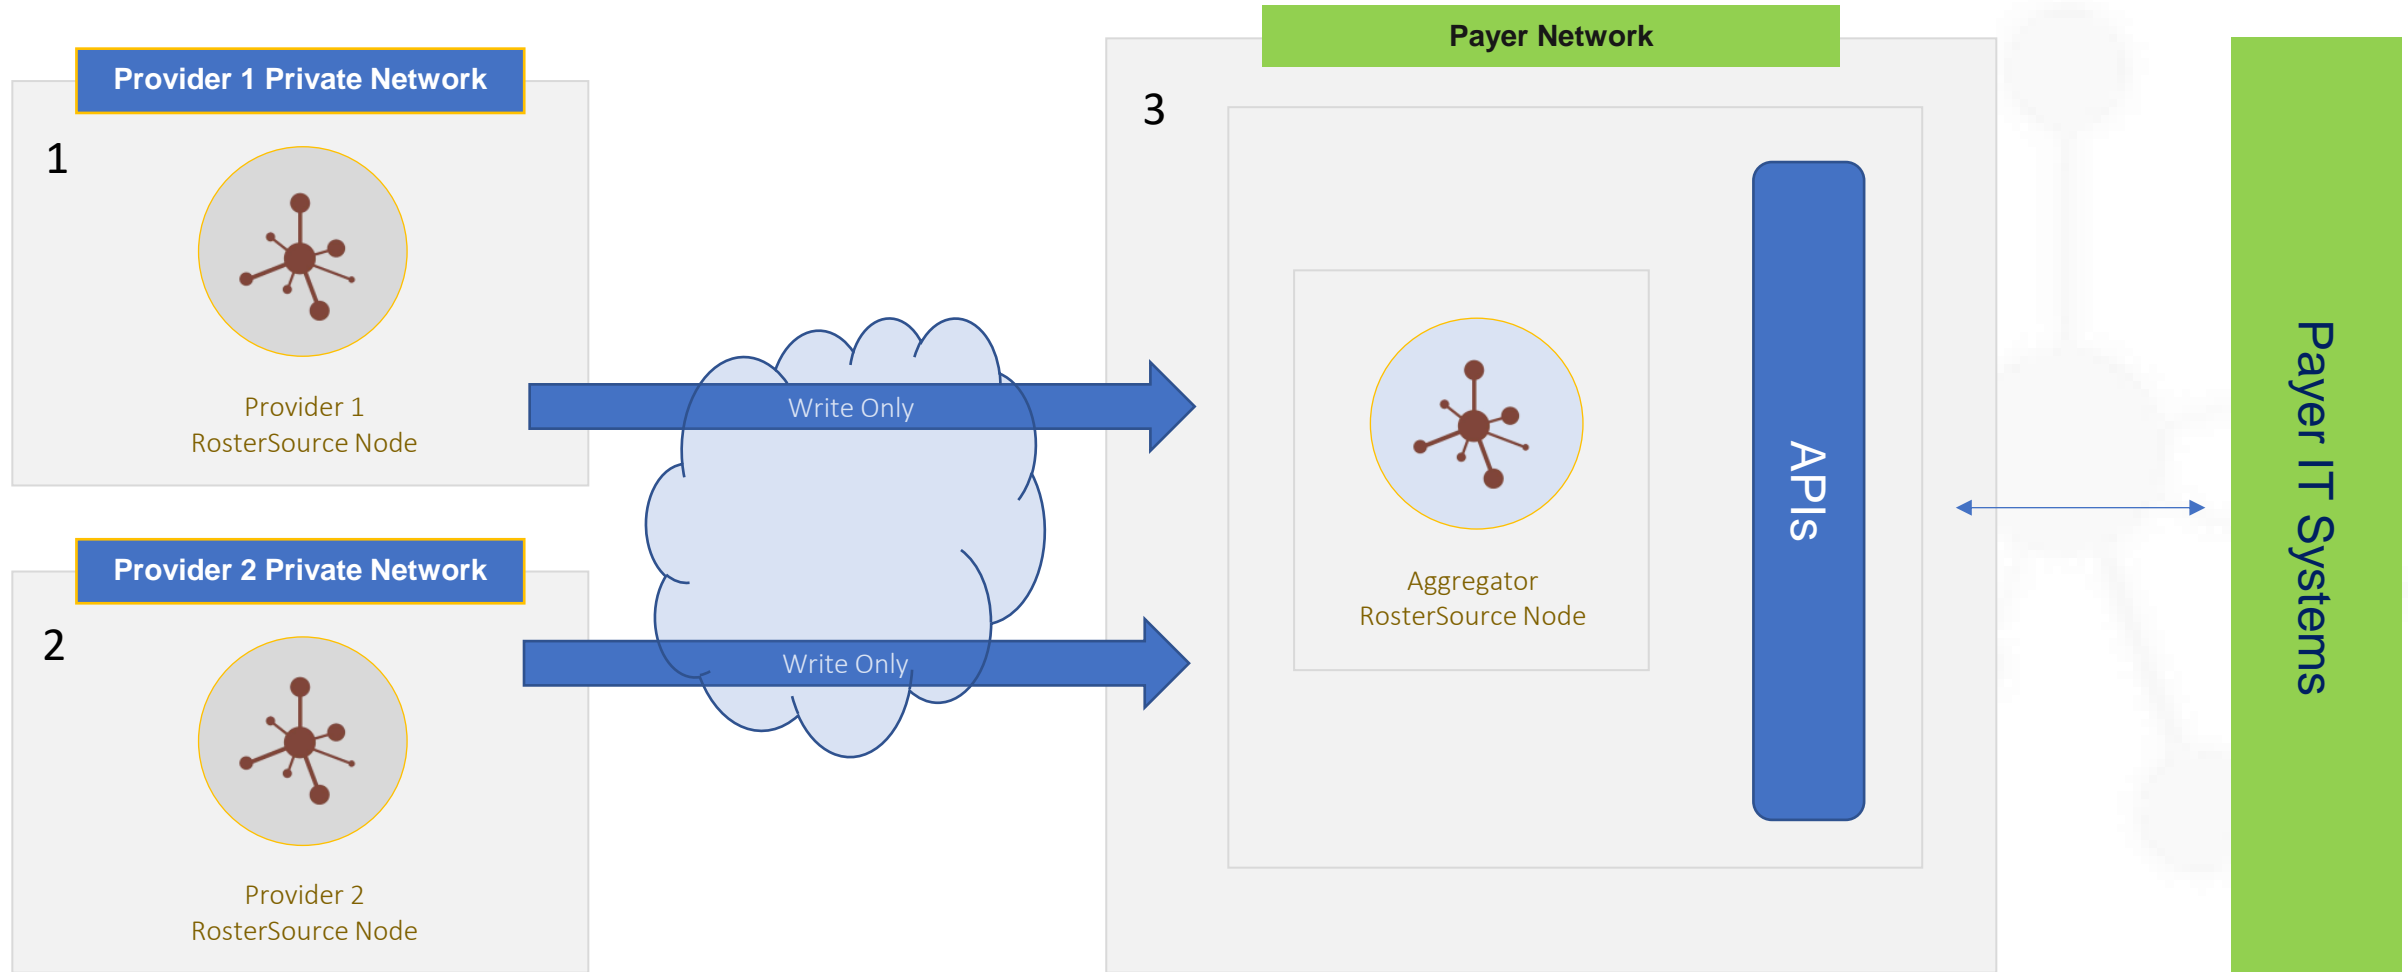 Provider 1 Private Network
1
Provider 1
RosterSource Node
Provider 2 Private Network
2
Provider 2
RosterSource Node
Write Only
Write Only
Payer Network
3
Aggregator
RosterSource Node
APIs
Payer IT Systems